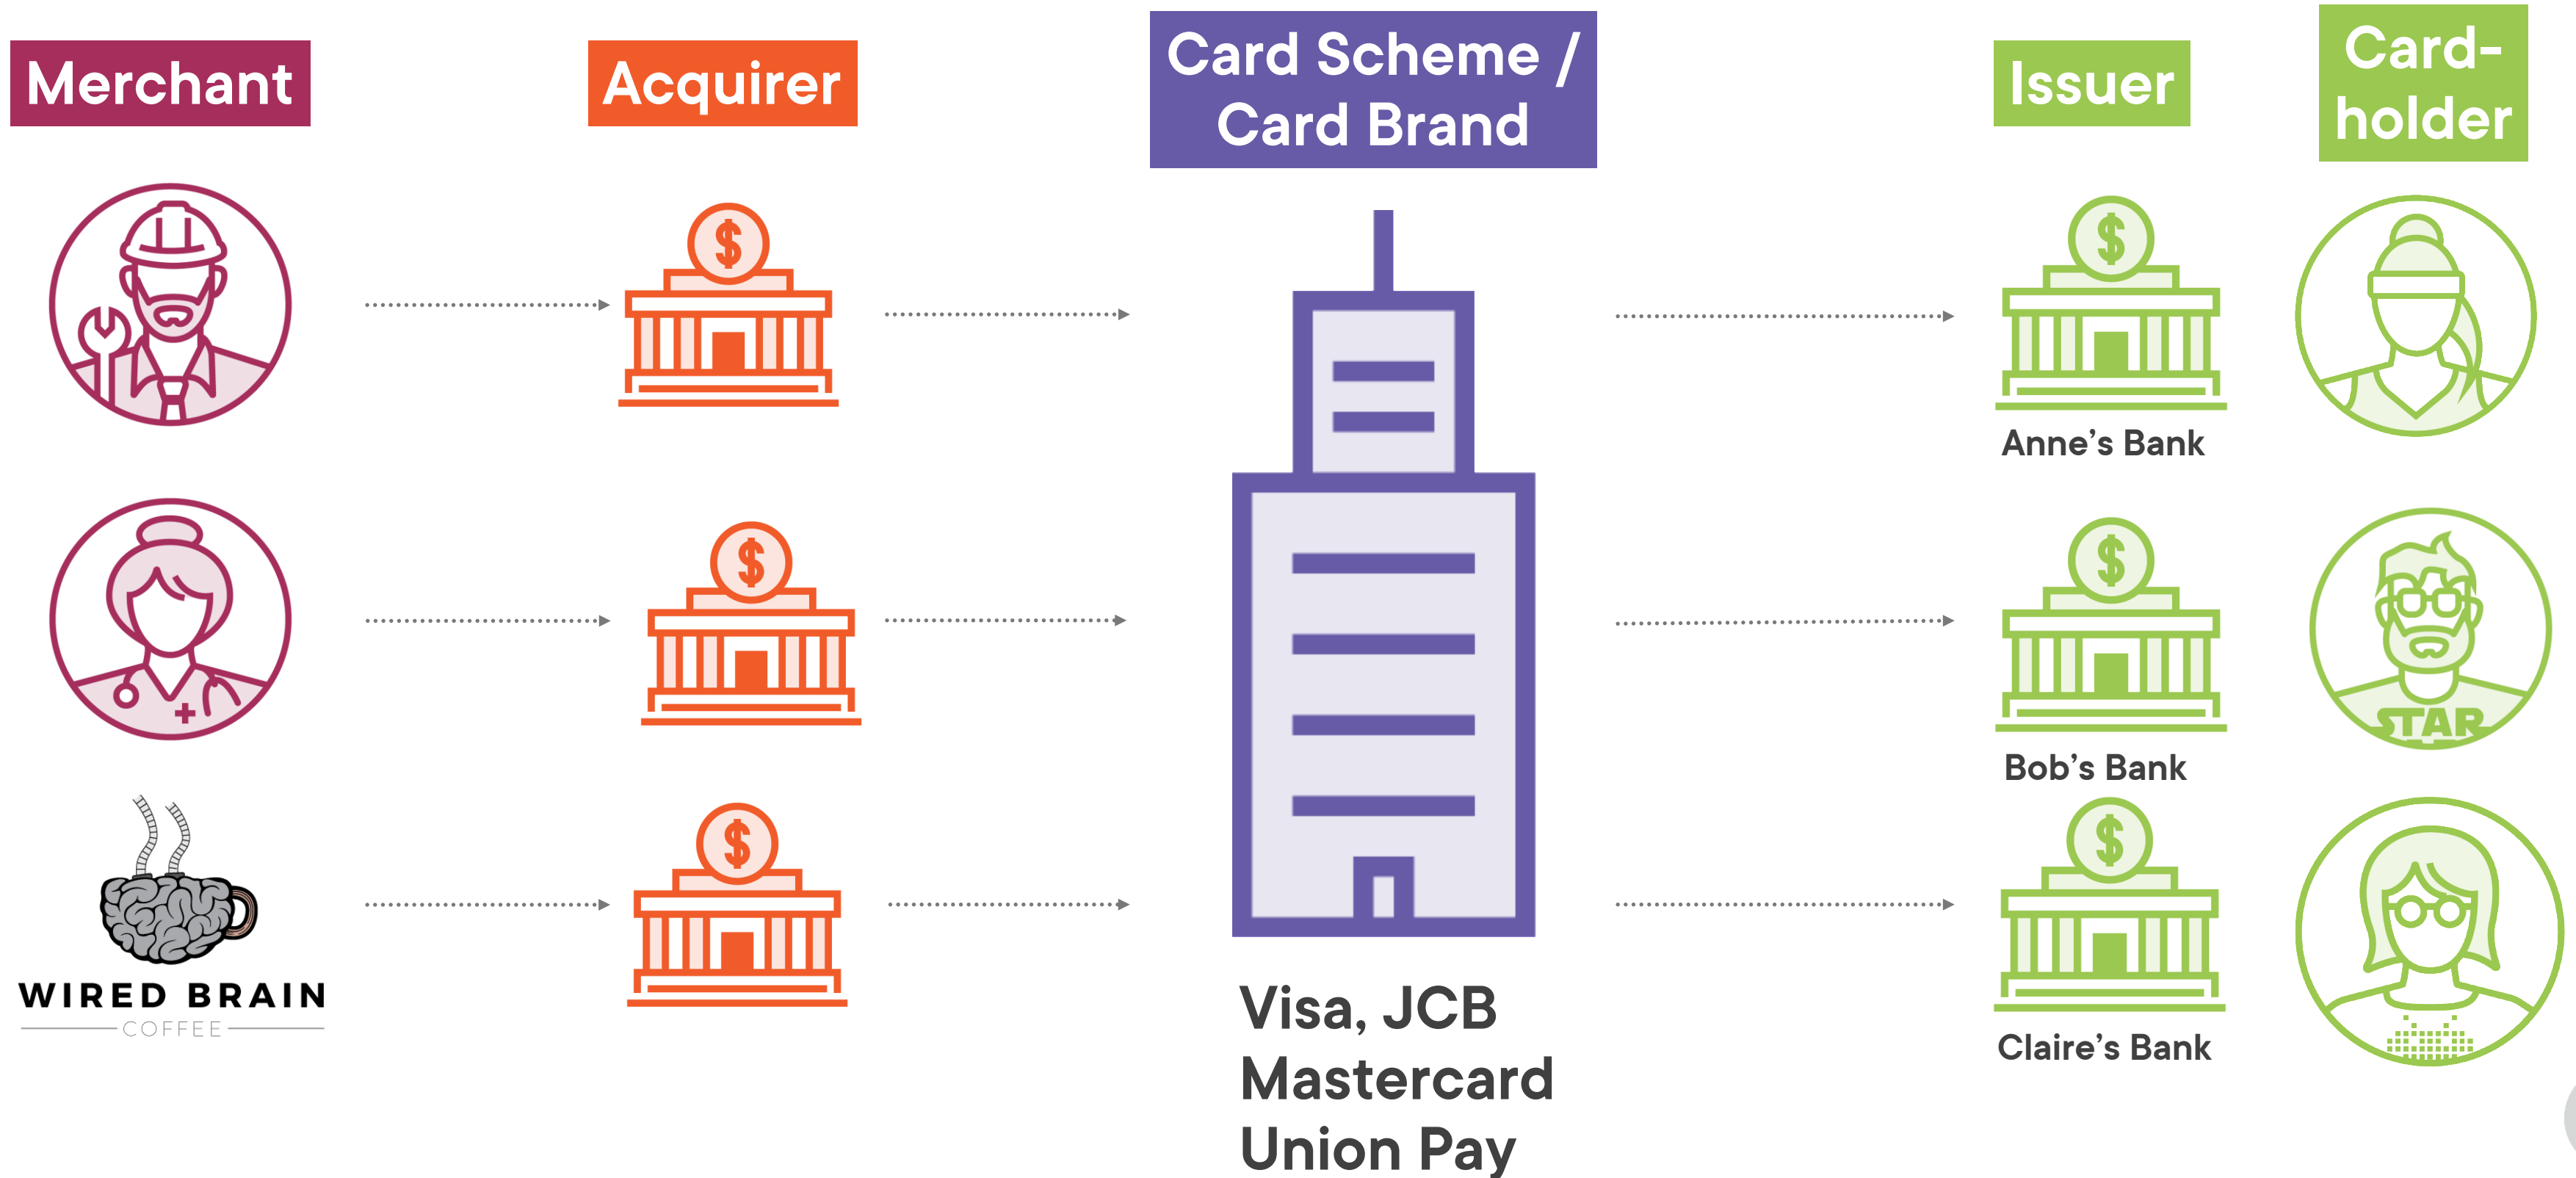 Merchant
Acquirer
Card Scheme /
Card Brand
Issuer
Card-
holder
$
$
Anne's Bank
$
$
STAR
Bob's Bank
$
$
WIRED BRAIN
COFFEE
Visa, JCB
Mastercard
Union Pay
Claire's Bank